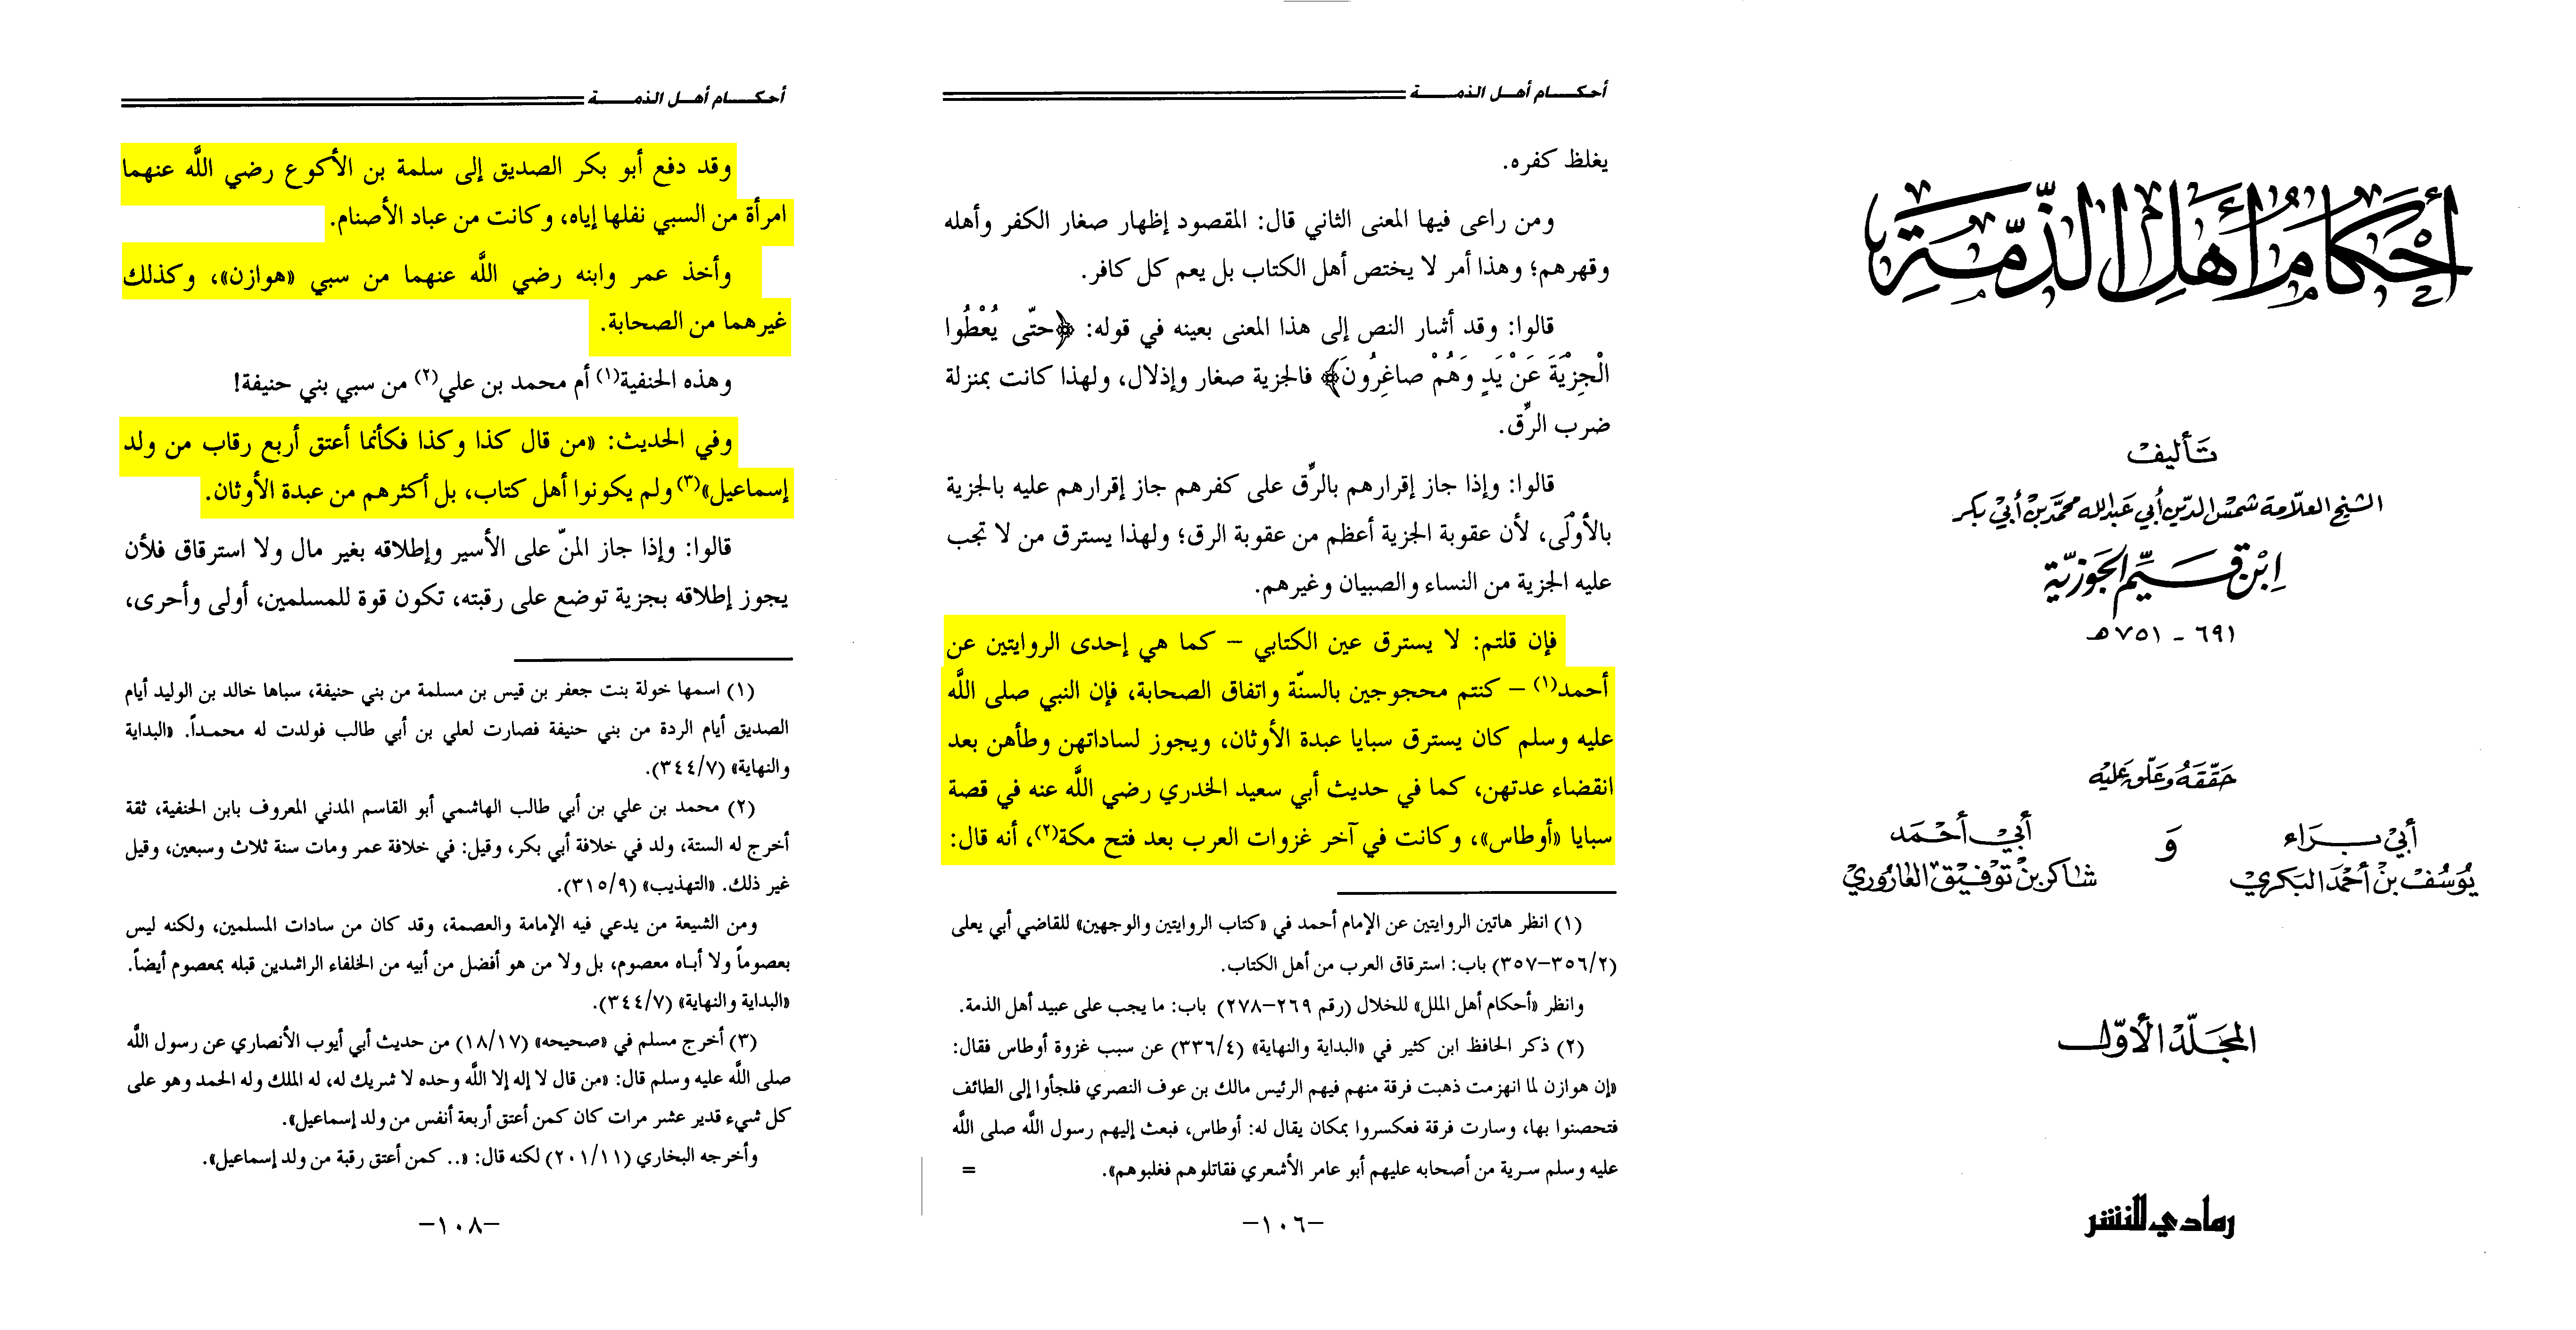 أحكام أهل الذمة
تأليف
الشيخ العلامة شمس الدين أبي عبد الله محمد بن أبي بكر
ابن قيم الجوزية
٦٩١ - ٧٥١ هـ
حققه وعلق عليه
أبي براء
يوسف بن أحمد البكري
و
أبي أحمد
شاكر بن توفيق العاروري
المجلد الأول
رمادي للنشر
أحكام أهل الذمة
يغلظ كفره.
ومن راعى فيها المعنى الثاني قال: المقصود إظهار صغار الكفر وأهله
وقهرهم؛ وهذا أمر لا يختص أهل الكتاب بل يعم كل كافر.
قالوا: وقد أشار النص إلى هذا المعنى بعينه في قوله: ﴿حتّى يُعْطُوا
الْجِزْيَةَ عَنْ يَدٍ وَهُمْ صاغِرُونَ﴾ فالجزية صغار وإذلال، ولهذا كانت بمنزلة
ضرب الرِّق.
قالوا: وإذا جاز إقرارهم بالرِّق على كفرهم جاز إقرارهم عليه بالجزية
بالأوْلَى، لأن عقوبة الجزية أعظم من عقوبة الرق؛ ولهذا يسترق من لا تجب
عليه الجزية من النساء والصبيان وغيرهم.
فإن قلتم: لا يسترق عين الكتابي – كما هي إحدى الروايتين عن
أحمد(١) – كنتم محجوجين بالسنّة واتفاق الصحابة، فإن النبي صلى اللَّه
عليه وسلم كان يسترق سبايا عبدة الأوثان، ويجوز لساداتهن وطأهن بعد
انقضاء عدتهن، كما في حديث أبي سعيد الخدري رضي اللَّه عنه في قصة
سبايا «أوطاس»، وكانت في آخر غزوات العرب بعد فتح مكة(٢)، أنه قال:
(١) انظر هاتين الروايتين عن الإمام أحمد في «كتاب الروايتين والوجهين» للقاضي أبي يعلى
(٣٥٦/٢–٣٥٧) باب: استرقاق العرب من أهل الكتاب.
وانظر «أحكام أهل الملل» للخلال (رقم ٢٦٩–٢٧٨) باب: ما يجب على عبيد أهل الذمة.
(٢) ذكر الحافظ ابن كثير في «البداية والنهاية» (٣٣٦/٤) عن سبب غزوة أوطاس فقال:
«إن هوازن لما انهزمت ذهبت فرقة منهم فيهم الرئيس مالك بن عوف النصري فلجأوا إلى الطائف
فتحصنوا بها، وسارت فرقة فعكسروا بمكان يقال له: أوطاس، فبعث إليهم رسول اللَّه صلى اللَّه
عليه وسلم سرية من أصحابه عليهم أبو عامر الأشعري فقاتلوهم فغلبوهم». =
–١٠٦–
أحكام أهل الذمة
وقد دفع أبو بكر الصديق إلى سلمة بن الأكوع رضي اللَّه عنهما
امرأة من السبي نفلها إياه، وكانت من عباد الأصنام.
وأخذ عمر وابنه رضي اللَّه عنهما من سبي «هوازن»، وكذلك
غيرهما من الصحابة.
وهذه الحنفية(١) أم محمد بن علي(٢) من سبي بني حنيفة!
وفي الحديث: «من قال كذا وكذا فكأنما أعتق أربع رقاب من ولد
إسماعيل»(٣) ولم يكونوا أهل كتاب، بل أكثرهم من عبدة الأوثان.
قالوا: وإذا جاز المنّ على الأسير وإطلاقه بغير مال ولا استرقاق فلأن
يجوز إطلاقه بجزية توضع على رقبته، تكون قوة للمسلمين، أولى وأحرى،
(١) اسمها خولة بنت جعفر بن قيس بن مسلمة من بني حنيفة، سباها خالد بن الوليد أيام
الصديق أيام الردة من بني حنيفة فصارت لعلي بن أبي طالب فولدت له محمداً. «البداية
والنهاية» (٣٤٤/٧).
(٢) محمد بن علي بن أبي طالب الهاشمي أبو القاسم المدني المعروف بابن الحنفية، ثقة
أخرج له الستة، ولد في خلافة أبي بكر، وقيل: في خلافة عمر ومات سنة ثلاث وسبعين، وقيل
غير ذلك. «التهذيب» (٣١٥/٩).
ومن الشيعة من يدعي فيه الإمامة والعصمة، وقد كان من سادات المسلمين، ولكنه ليس
بعصوماً ولا أباه معصوم، بل ولا من هو أفضل من أبيه من الخلفاء الراشدين قبله بمعصوم أيضاً.
«البداية والنهاية» (٣٤٤/٧).
(٣) أخرج مسلم في «صحيحه» (١٨/١٧) من حديث أبي أيوب الأنصاري عن رسول اللَّه
صلى اللَّه عليه وسلم قال: «من قال لا إله إلا اللَّه وحده لا شريك له، له الملك وله الحمد وهو على
كل شيء قدير عشر مرات كان كمن أعتق أربعة أنفس من ولد إسماعيل».
وأخرجه البخاري (٢٠١/١١) لكنه قال: «.. كمن أعتق رقبة من ولد إسماعيل».
–١٠٨–